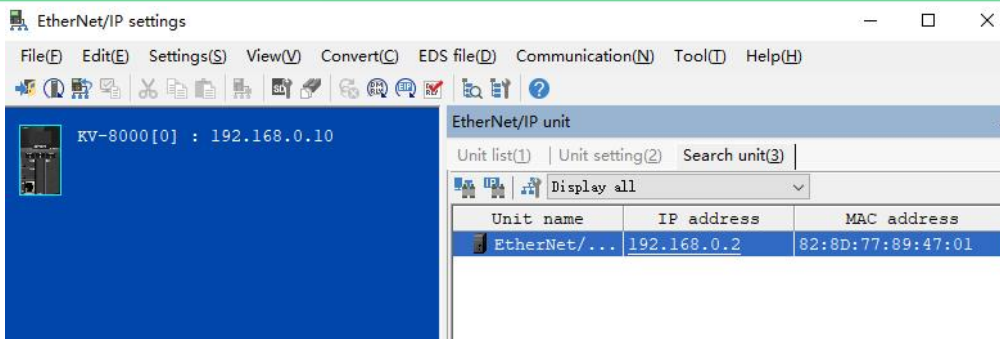 EtherNet/IP settings
File(F) Edit(E) Settings(S) View(V) Convert(C) EDS file(D) Communication(N) Tool(T) Help(H)
KV-8000[0] : 192.168.0.10
EtherNet/IP unit
Unit list(1) Unit setting(2) Search unit(3)
Display all
Unit name IP address MAC address
EtherNet/... 192.168.0.2 82:8D:77:89:47:01